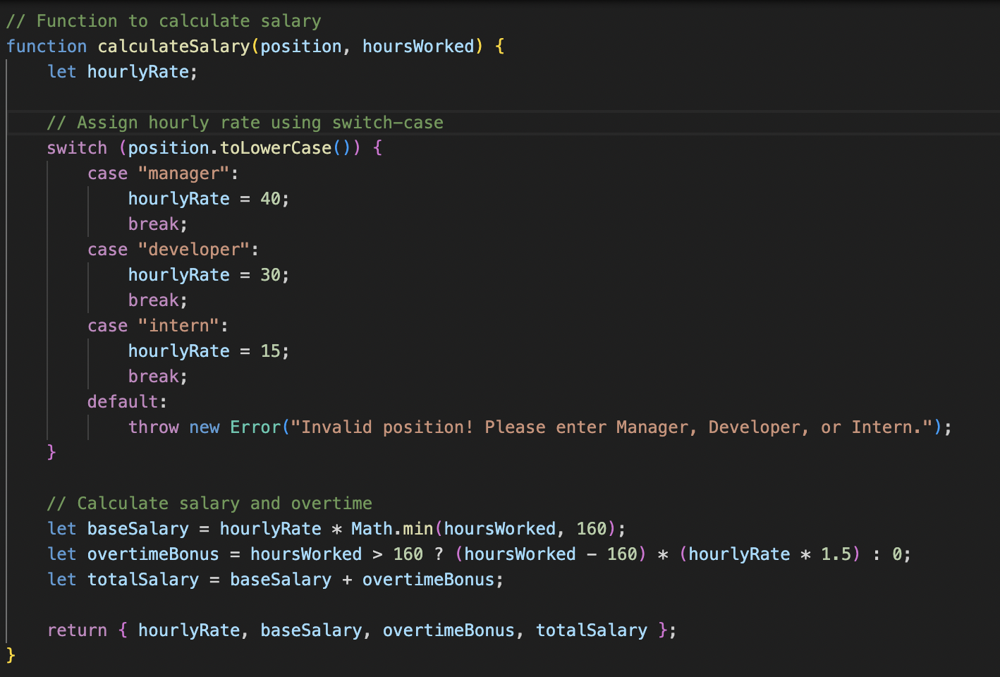 // Function to calculate salary
function calculateSalary(position, hoursWorked) {
    let hourlyRate;

    // Assign hourly rate using switch-case
    switch (position.toLowerCase()) {
        case "manager":
            hourlyRate = 40;
            break;
        case "developer":
            hourlyRate = 30;
            break;
        case "intern":
            hourlyRate = 15;
            break;
        default:
            throw new Error("Invalid position! Please enter Manager, Developer, or Intern.");
    }

    // Calculate salary and overtime
    let baseSalary = hourlyRate * Math.min(hoursWorked, 160);
    let overtimeBonus = hoursWorked > 160 ? (hoursWorked - 160) * (hourlyRate * 1.5) : 0;
    let totalSalary = baseSalary + overtimeBonus;

    return { hourlyRate, baseSalary, overtimeBonus, totalSalary };
}